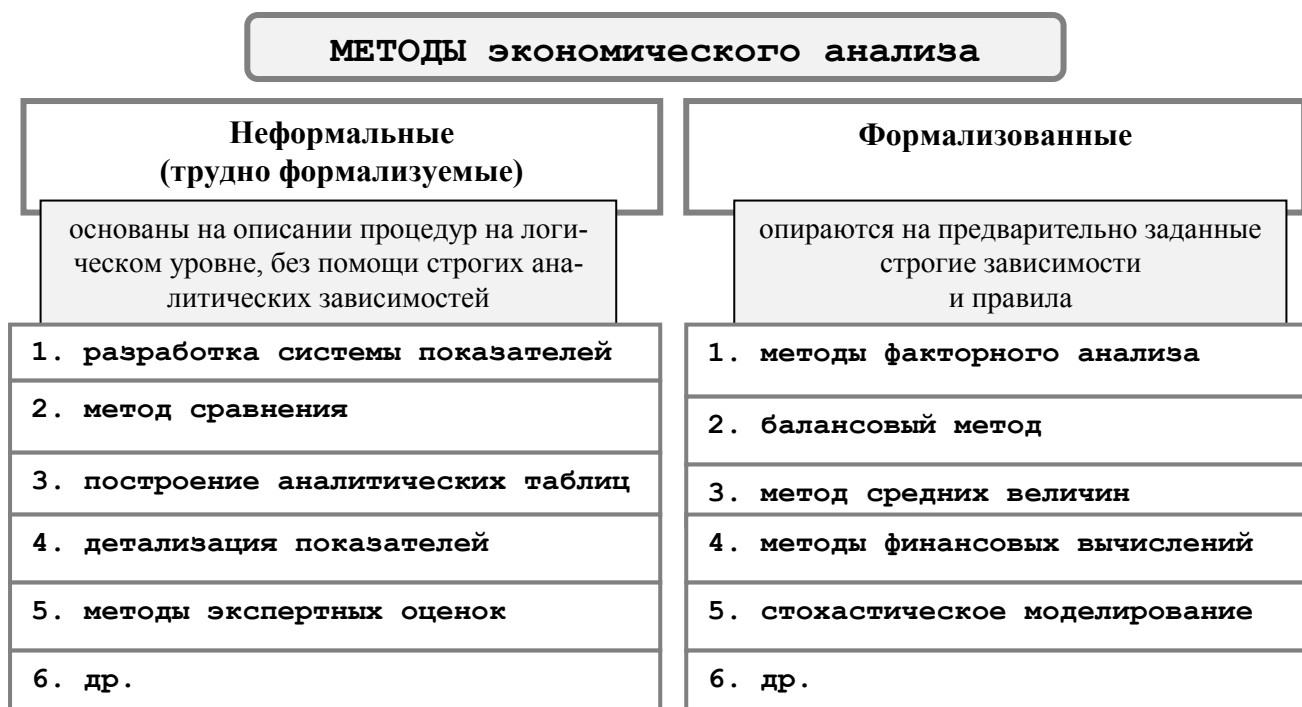 МЕТОДЫ экономического анализа
Неформальные
(трудно формализуемые)
основаны на описании процедур на логи-
ческом уровне, без помощи строгих ана-
литических зависимостей
1. разработка системы показателей
2. метод сравнения
3. построение аналитических таблиц
4. детализация показателей
5. методы экспертных оценок
6. др.
Формализованные
опираются на предварительно заданные
строгие зависимости
и правила
1. методы факторного анализа
2. балансовый метод
3. метод средних величин
4. методы финансовых вычислений
5. стохастическое моделирование
6. др.